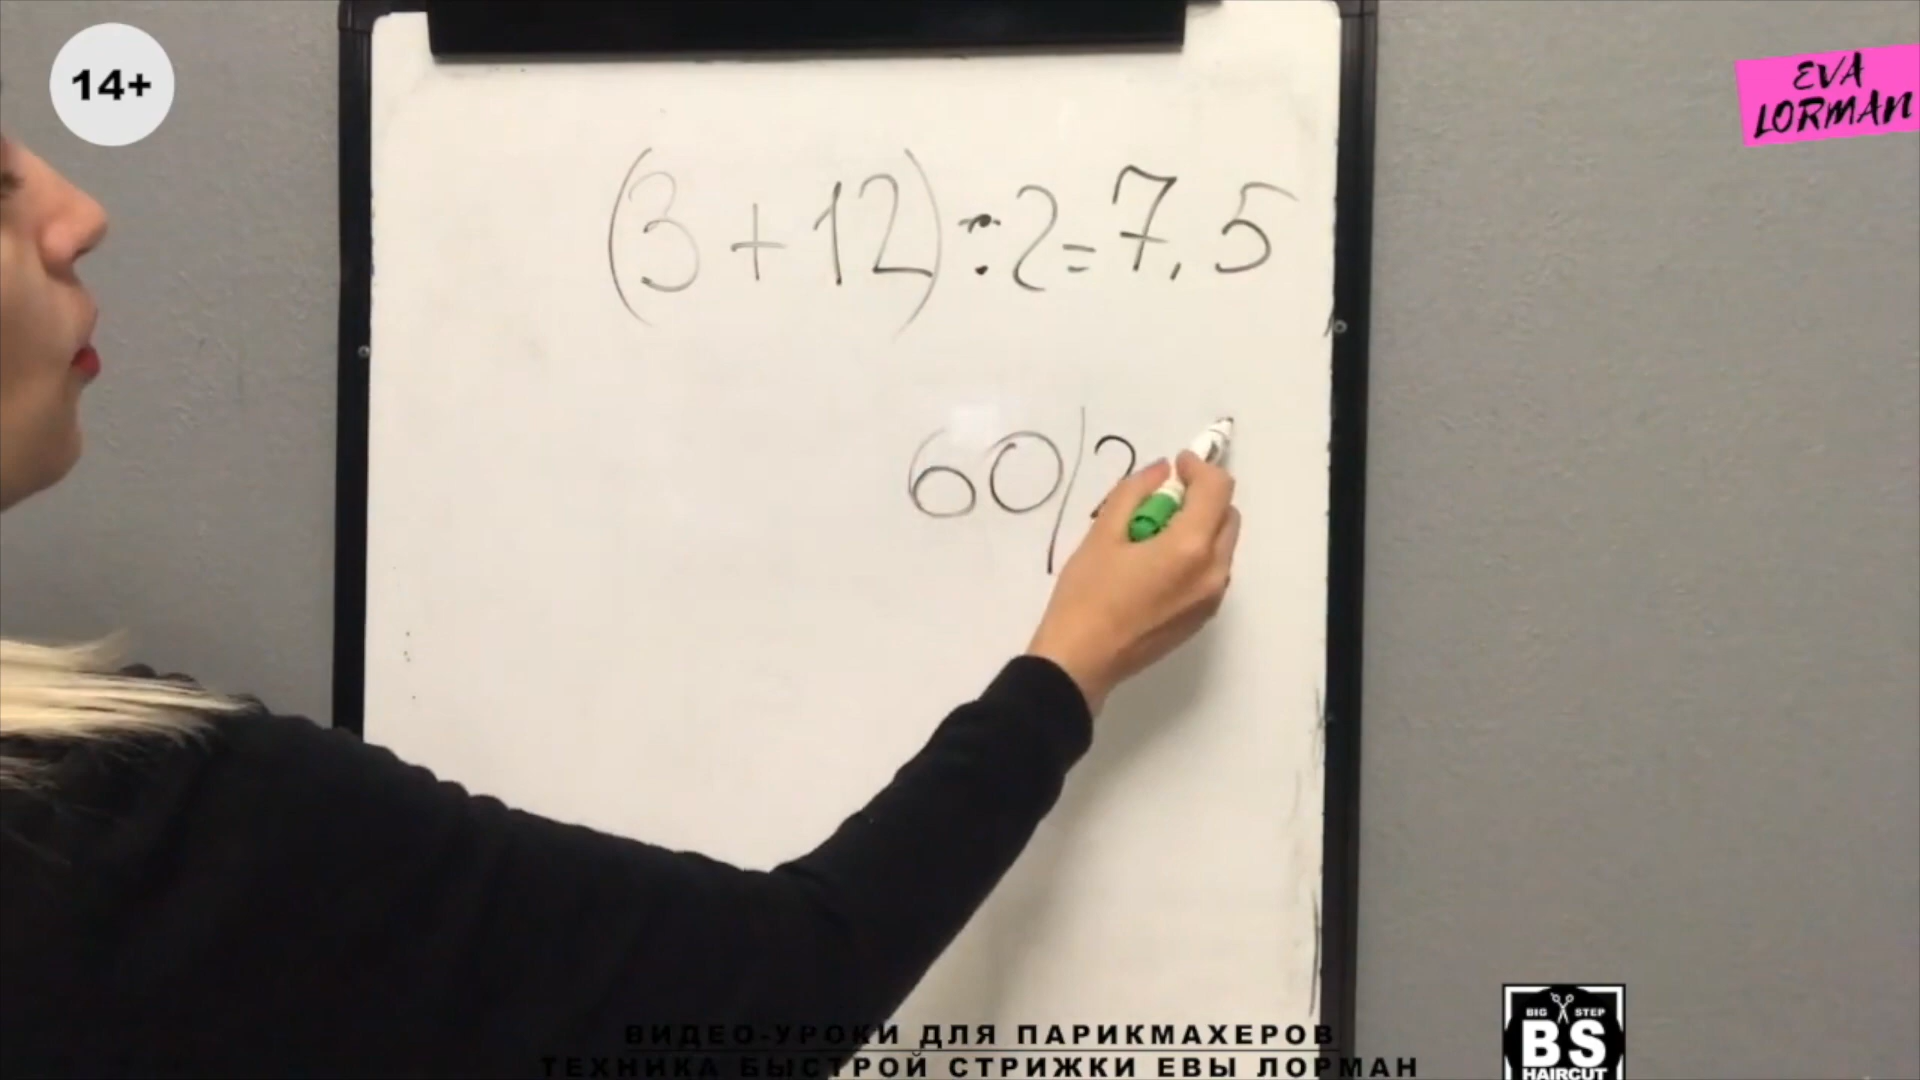 14+
EVA
LORMAN
(3+12)÷2=7,5
60/2
ВИДЕО-УРОКИ ДЛЯ ПАРИКМАХЕРОВ
ТЕХНИКА БЫСТРОЙ СТРИЖКИ ЕВЫ ЛОРМАН
BIG STEP
BS
HAIRCUT